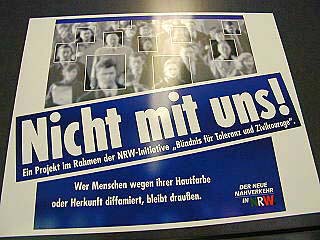 Nicht mit uns!
Ein Projekt im Rahmen der NRW-Initiative „Bündnis für Toleranz und Zivilcourage“.
Wer Menschen wegen ihrer Hautfarbe
oder Herkunft diffamiert, bleibt draußen.
DER NEUE
NAHVERKEHR
IN NRW